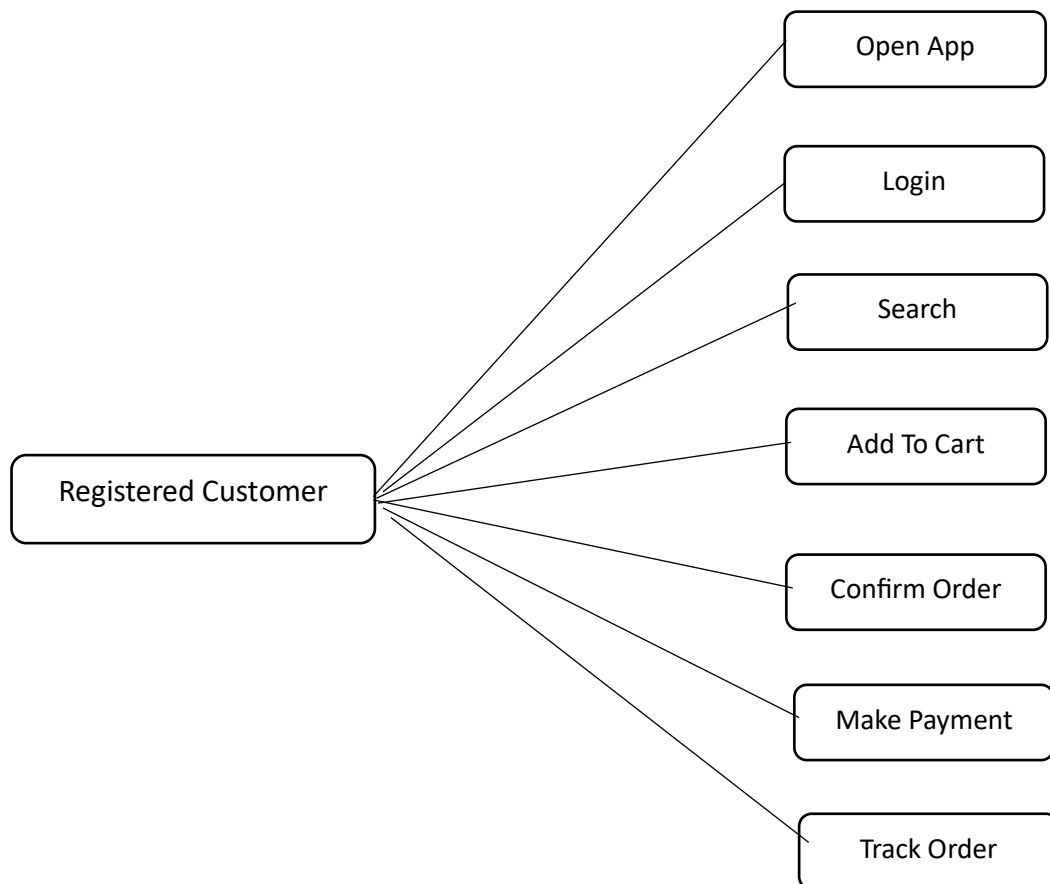 Open App
Login
Search
Add To Cart
Registered Customer
Confirm Order
Make Payment
Track Order